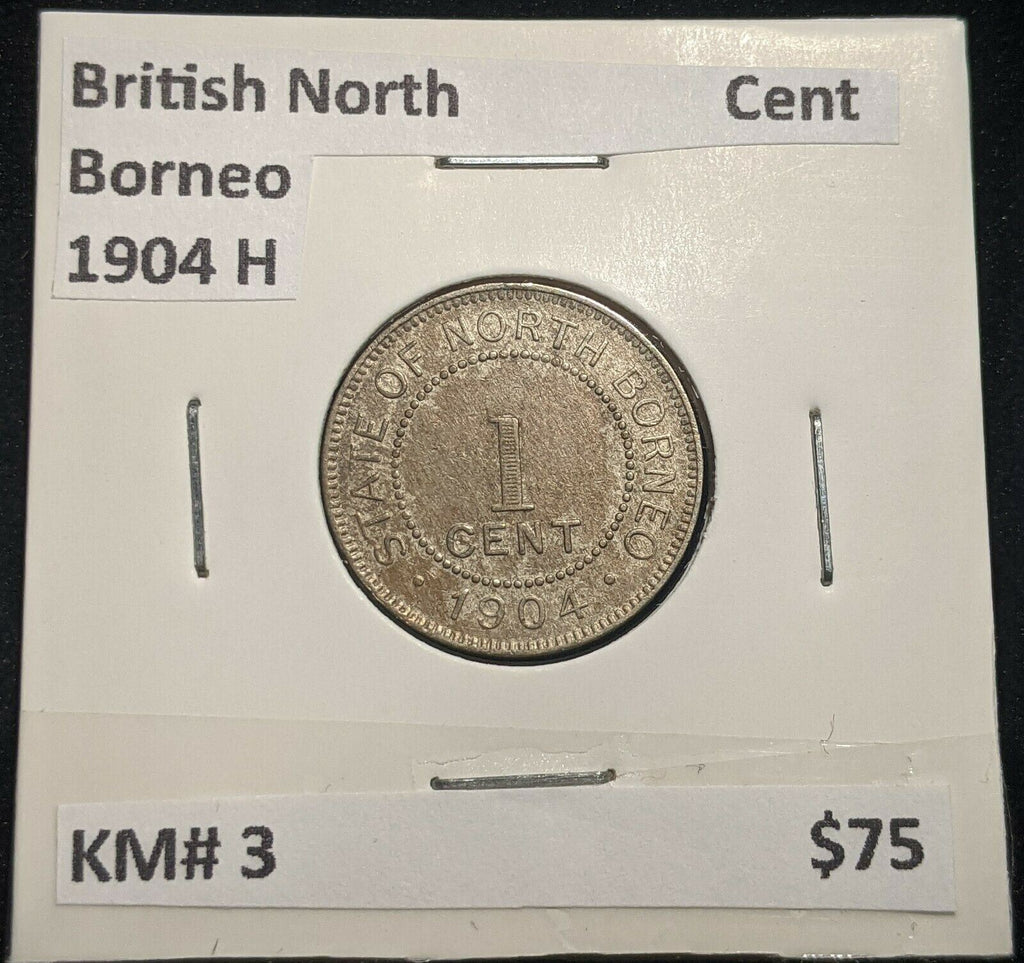 British North Cent
Borneo
1904 H
STATE OF NORTH BORNEO
1
CENT
· 1904 ·
KM# 3 $75